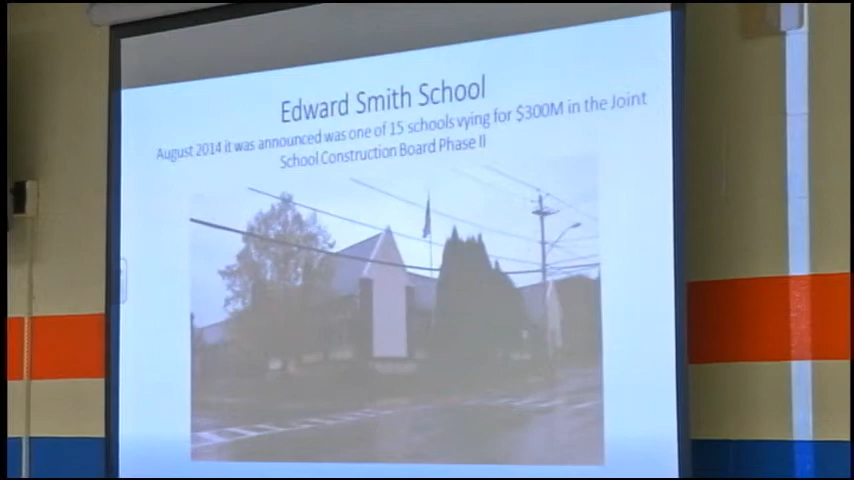 Edward Smith School
August 2014 it was announced was one of 15 schools vying for $300M in the Joint
School Construction Board Phase II